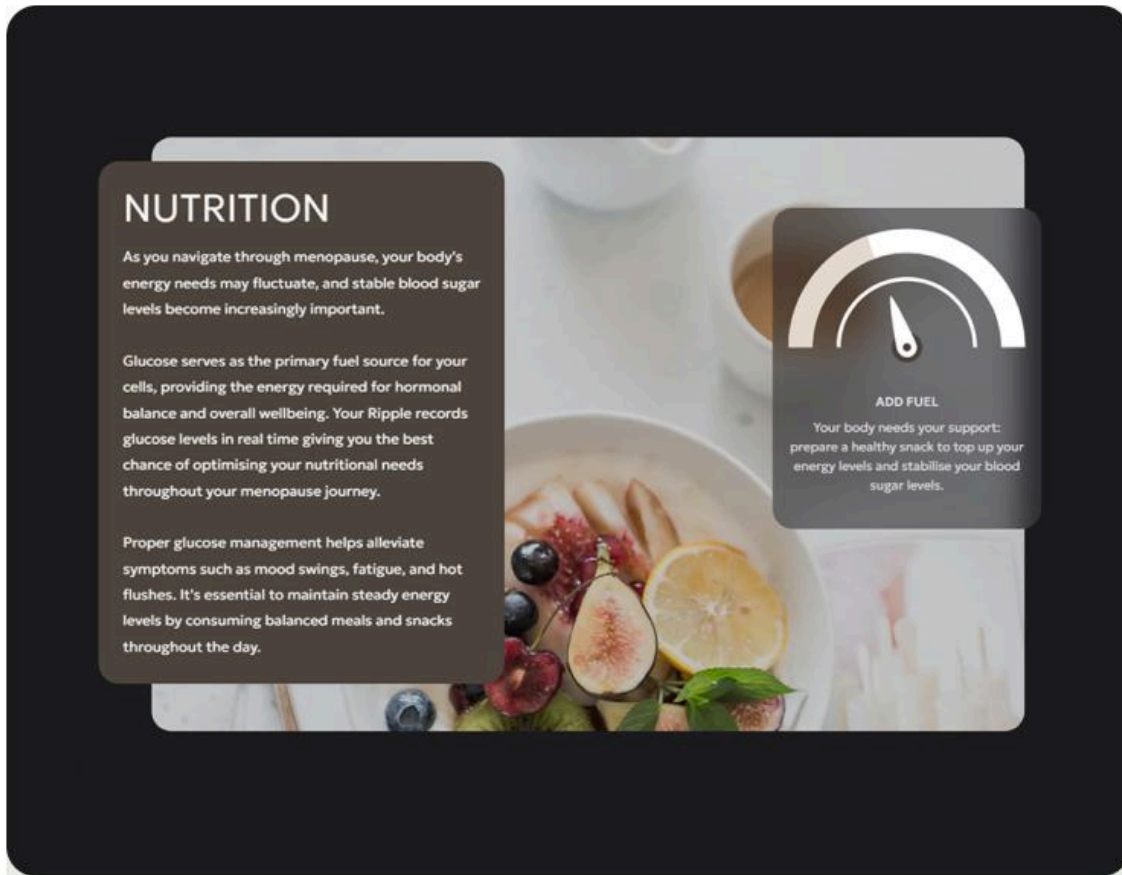 NUTRITION
As you navigate through menopause, your body's
energy needs may fluctuate, and stable blood sugar
levels become increasingly important.
Glucose serves as the primary fuel source for your
cells, providing the energy required for hormonal
balance and overall wellbeing. Your Ripple records
glucose levels in real time giving you the best
chance of optimising your nutritional needs
throughout your menopause journey.
Proper glucose management helps alleviate
symptoms such as mood swings, fatigue, and hot
flushes. It's essential to maintain steady energy
levels by consuming balanced meals and snacks
throughout the day.
ADD FUEL
Your body needs your support:
prepare a healthy snack to top up your
energy levels and stabilise your blood
sugar levels.